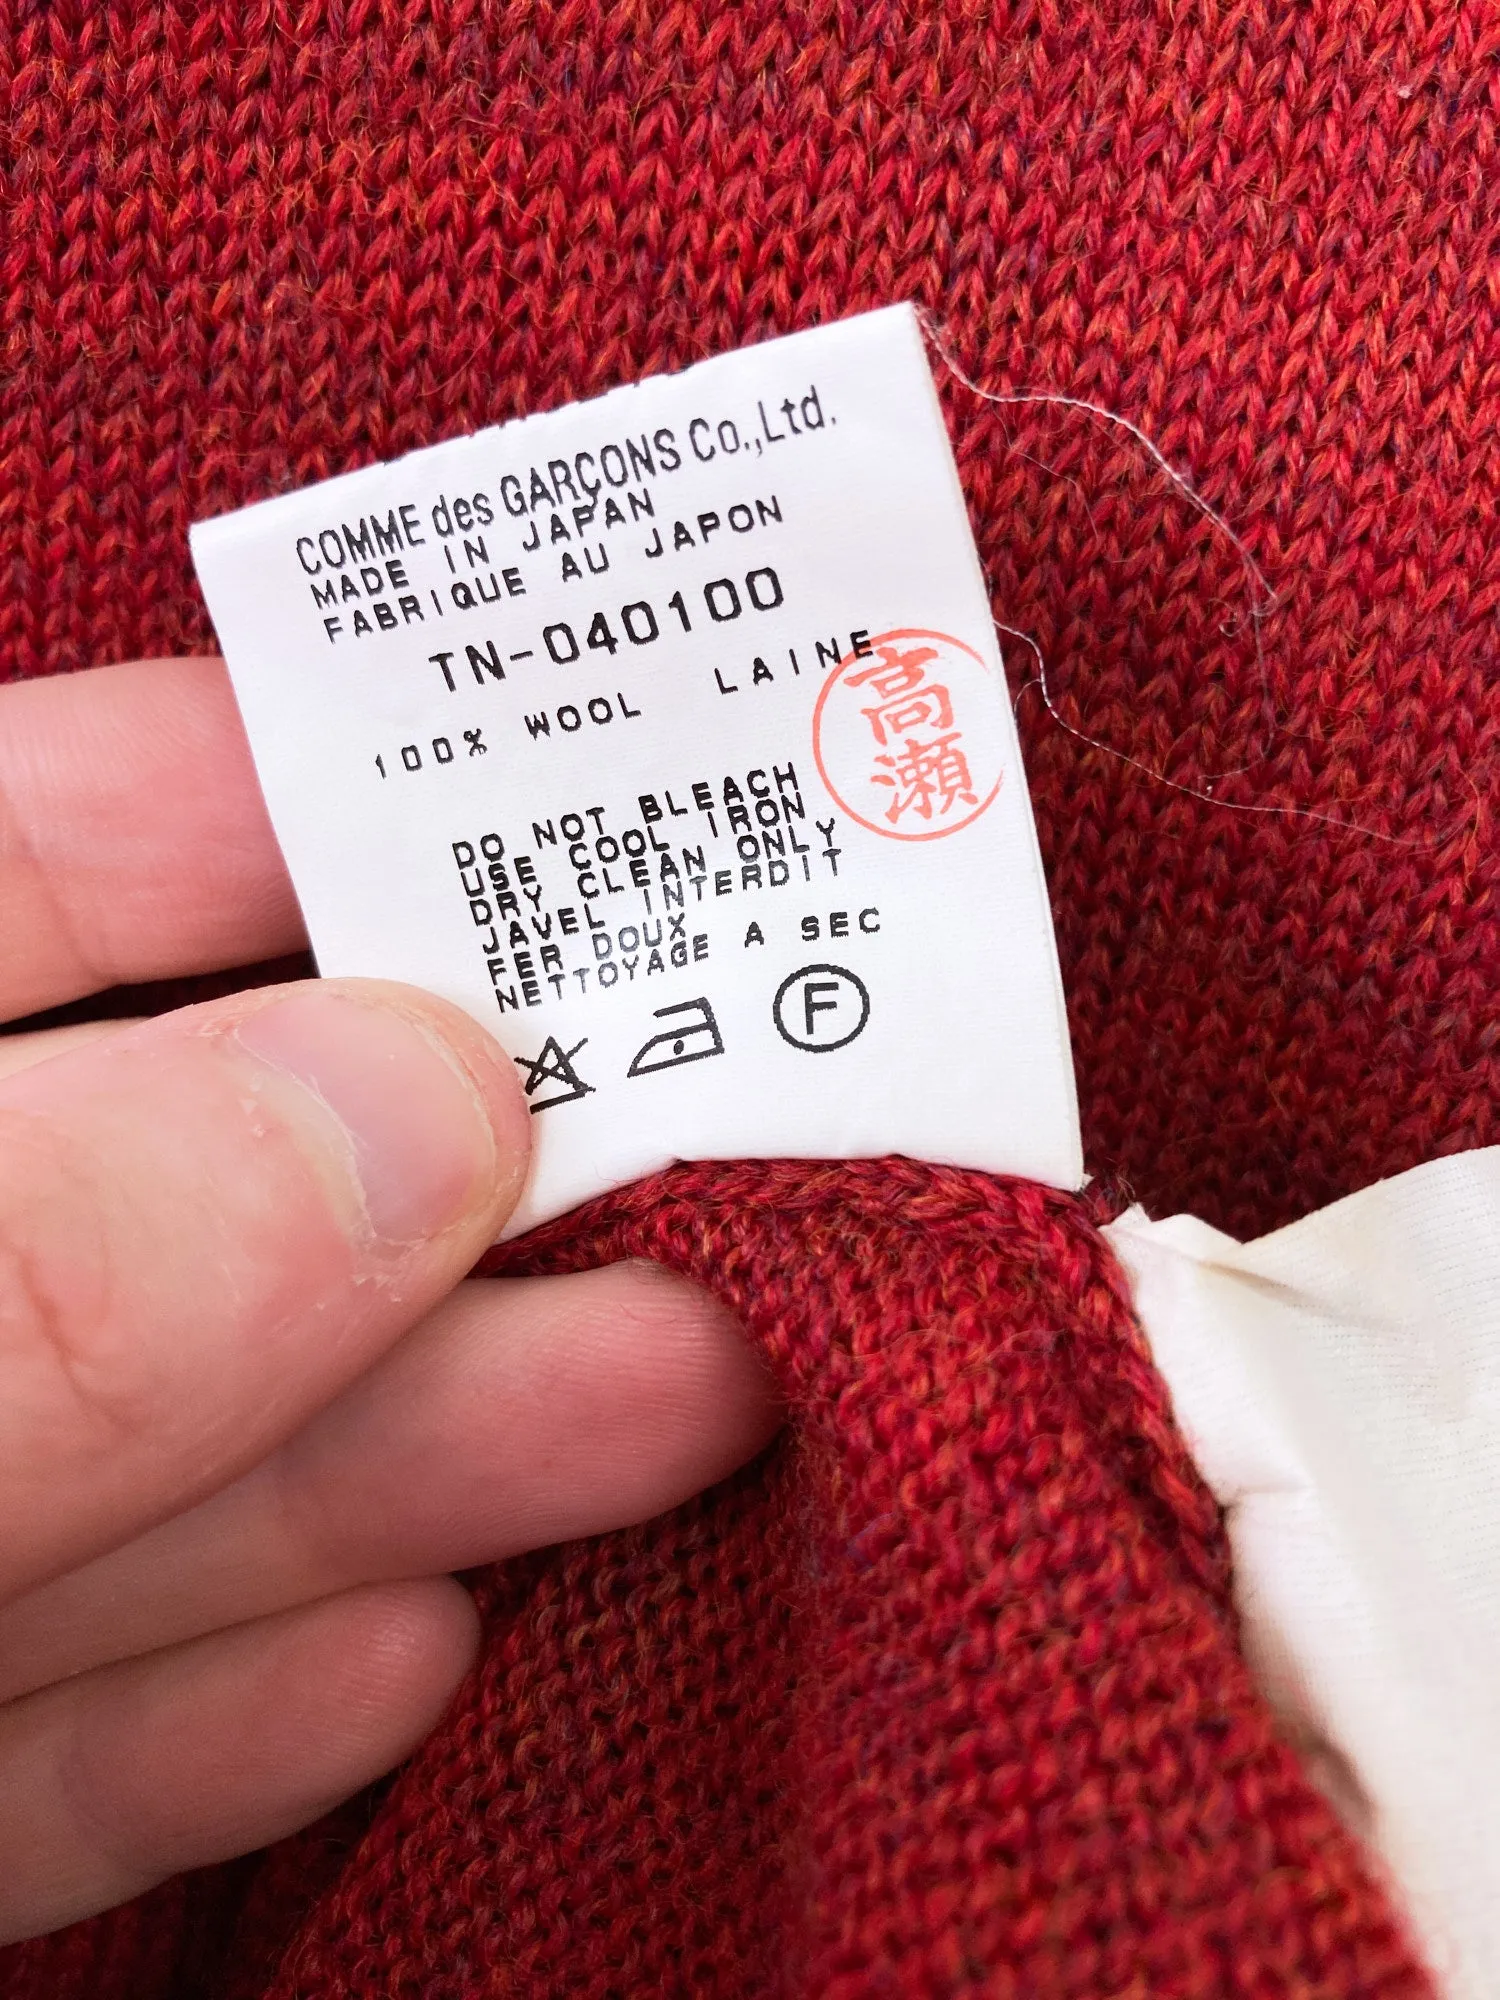 COMME des GARÇONS Co.,Ltd.
MADE IN JAPAN
FABRIQUE AU JAPON
TN-040100
100% WOOL LAINE
高瀬
DO NOT BLEACH
USE COOL IRON
DRY CLEAN ONLY
JAVEL INTERDIT
FER DOUX
NETTOYAGE A SEC
F